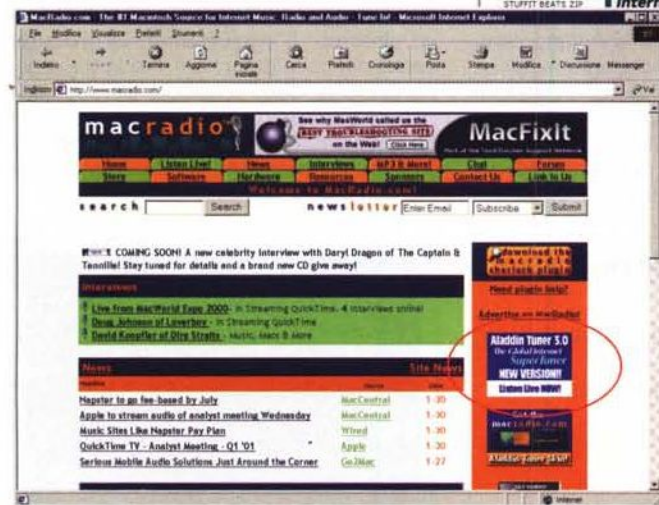 STUFFIT BEATS ZIP
Intern
MacRadio.com - The #1 Macintosh Source for Internet Music, Radio and Audio - Tune In! - Microsoft Internet Explorer
File Modifica Visualizza Preferiti Strumenti ?
Indietro Termina Aggiorna Pagina iniziale Cerca Preferiti Cronologia Posta Stampa Modifica Discussione Messenger
Indirizzo http://www.macradio.com/ Vai
macradio
See why MacWorld called us the
BEST TROUBLESHOOTING SITE
on the Web! Click Here
MacFixIt
Home Listen Live! News Interviews MP3 & More! Chat Forum
Store Software Hardware Resources Sponsors Contact Us Link to Us
Welcome to MacRadio.com!
search Search newsletter Enter Email Subscribe Submit
COMING SOON! A new celebrity interview with Daryl Dragon of The Captain &
Tennille! Stay tuned for details and a brand new CD give away!
Interviews
Live from MacWorld Expo 2000- in Streaming QuickTime. 4 interviews online!
Doug Johnson of Loverboy - in Streaming QuickTime
David Knopfler of Dire Straits - Music, Macs & More
News Site News
Napster to go fee-based by July MacCentral 1-30
Apple to stream audio of analyst meeting Wednesday MacCentral 1-30
Music Sites Like Napster Pay Plan Wired 1-30
QuickTime TV - Analyst Meeting - Q1 '01 Apple 1-30
Serious Mobile Audio Solutions Just Around the Corner Go2Mac 1-27
download the
macradio
sherlock plugin
Need plugin help?
Advertise on MacRadio!
Aladdin Tuner 3.0
The Global Internet
SuperTuner
NEW VERSION!!
Listen Live NOW!
macradio.com
Internet